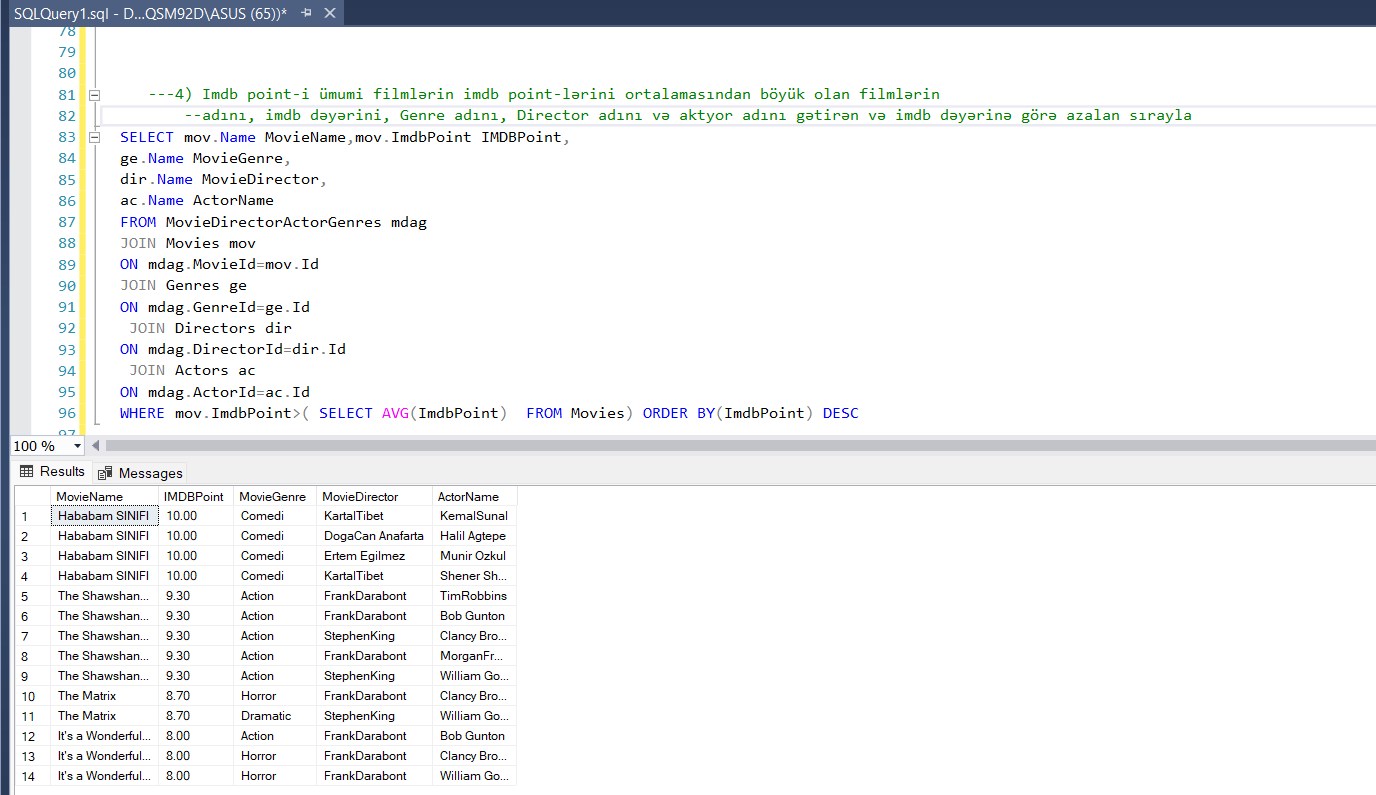 SQLQuery1.sql - D...QSM92D\ASUS (65))*
78
79
80
81 ---4) Imdb point-i ümumi filmlərin imdb point-lərini ortalamasından böyük olan filmlərin
82 --adını, imdb dəyərini, Genre adını, Director adını və aktyor adını gətirən və imdb dəyərinə görə azalan sırayla
83 SELECT mov.Name MovieName,mov.ImdbPoint IMDBPoint,
84 ge.Name MovieGenre,
85 dir.Name MovieDirector,
86 ac.Name ActorName
87 FROM MovieDirectorActorGenres mdag
88 JOIN Movies mov
89 ON mdag.MovieId=mov.Id
90 JOIN Genres ge
91 ON mdag.GenreId=ge.Id
92 JOIN Directors dir
93 ON mdag.DirectorId=dir.Id
94 JOIN Actors ac
95 ON mdag.ActorId=ac.Id
96 WHERE mov.ImdbPoint>( SELECT AVG(ImdbPoint) FROM Movies) ORDER BY(ImdbPoint) DESC
97
100 %
Results Messages
MovieName IMDBPoint MovieGenre MovieDirector ActorName
1 Hababam SINIFI 10.00 Comedi KartalTibet KemalSunal
2 Hababam SINIFI 10.00 Comedi DogaCan Anafarta Halil Agtepe
3 Hababam SINIFI 10.00 Comedi Ertem Egilmez Munir Ozkul
4 Hababam SINIFI 10.00 Comedi KartalTibet Shener Sh...
5 The Shawshan... 9.30 Action FrankDarabont TimRobbins
6 The Shawshan... 9.30 Action FrankDarabont Bob Gunton
7 The Shawshan... 9.30 Action StephenKing Clancy Bro...
8 The Shawshan... 9.30 Action FrankDarabont MorganFr...
9 The Shawshan... 9.30 Action StephenKing William Go...
10 The Matrix 8.70 Horror FrankDarabont Clancy Bro...
11 The Matrix 8.70 Dramatic StephenKing William Go...
12 It's a Wonderful... 8.00 Action FrankDarabont Bob Gunton
13 It's a Wonderful... 8.00 Horror FrankDarabont Clancy Bro...
14 It's a Wonderful... 8.00 Horror FrankDarabont William Go...